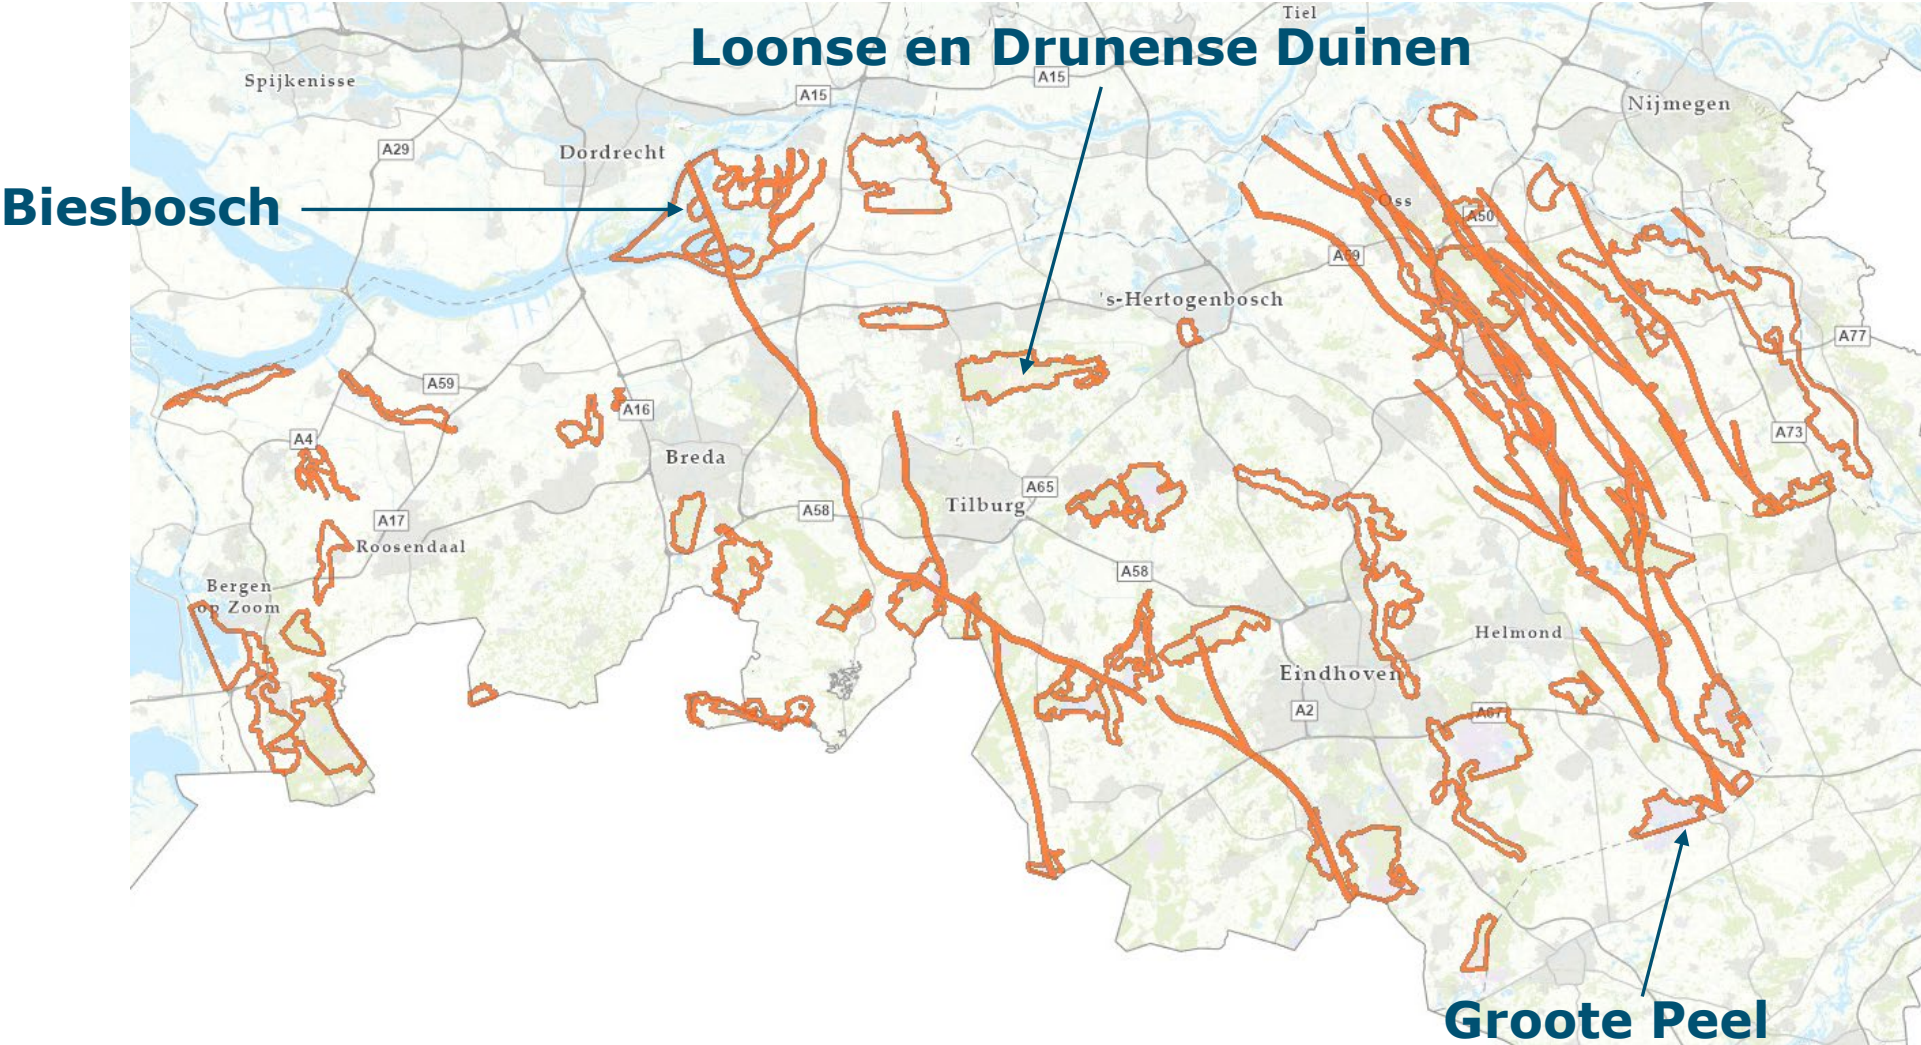 Tiel
Loonse en Drunense Duinen
Spijkenisse
A15
A15
Nijmegen
A29
Dordrecht
Biesbosch
Oss
A50
A59
's-Hertogenbosch
A77
A59
A16
A4
A73
Breda
A65
Tilburg
A58
A17
Roosendaal
A58
Bergen
op Zoom
Helmond
Eindhoven
A2
A67
Groote Peel